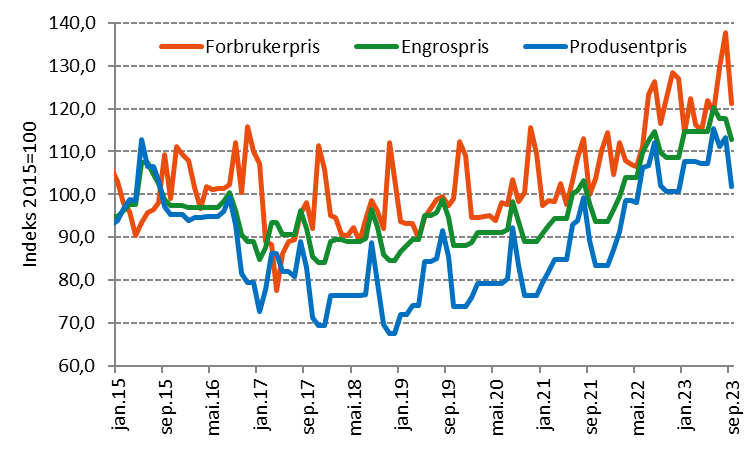 Forbrukerpris Engrospris Produsentpris
Indeks 2015=100
140,0
130,0
120,0
110,0
100,0
90,0
80,0
70,0
60,0
jan.15
sep.15
mai.16
jan.17
sep.17
mai.18
jan.19
sep.19
mai.20
jan.21
sep.21
mai.22
jan.23
sep.23